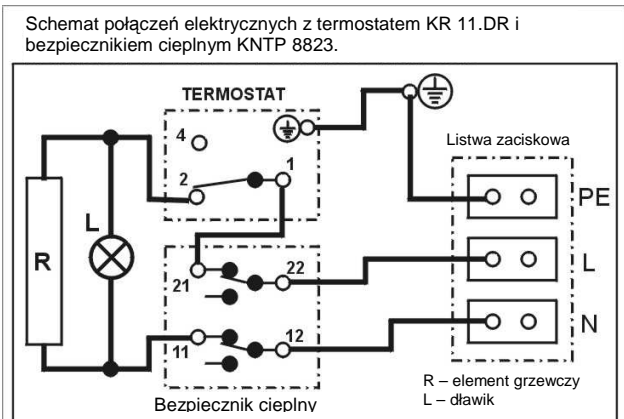 Schemat połączeń elektrycznych z termostatem KR 11.DR i
bezpiecznikiem cieplnym KNTP 8823.
TERMOSTAT
4
1
2
Listwa zaciskowa
PE
L
R
21
22
L
11
12
N
Bezpiecznik cieplny
R – element grzewczy
L – dławik